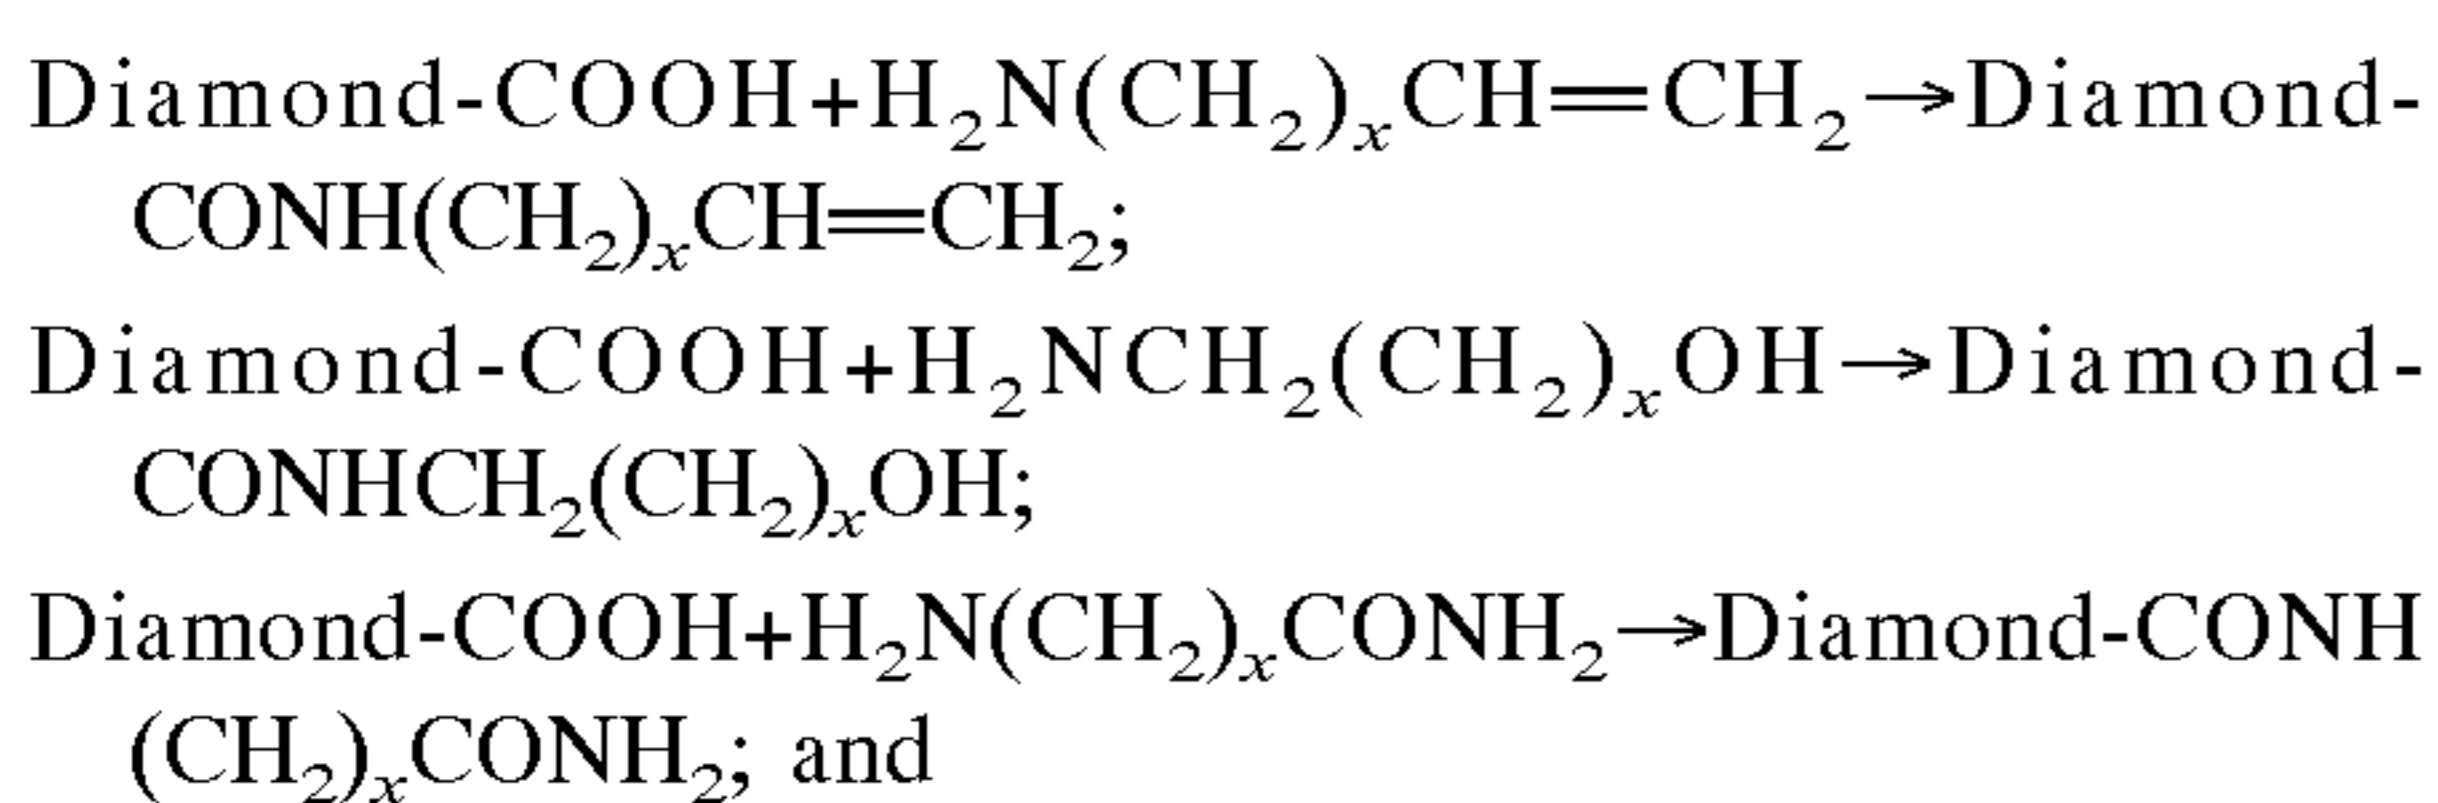 Diamond-COOH+H₂N(CH₂)ₓCH=CH₂→Diamond-
CONH(CH₂)ₓCH=CH₂;
Diamond-COOH+H₂NCH₂(CH₂)ₓOH→Diamond-
CONHCH₂(CH₂)ₓOH;
Diamond-COOH+H₂N(CH₂)ₓCONH₂→Diamond-CONH
(CH₂)ₓCONH₂; and